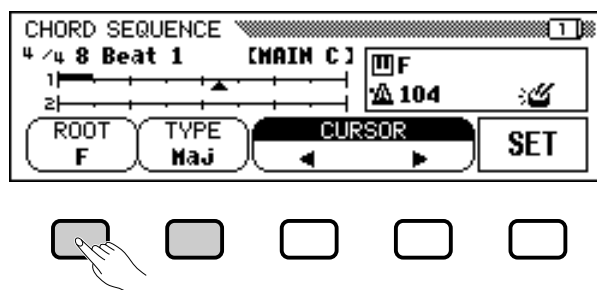 CHORD SEQUENCE 1
4/4 8 Beat 1 [MAIN C]
F
1
104
2
ROOT TYPE CURSOR SET
F Maj